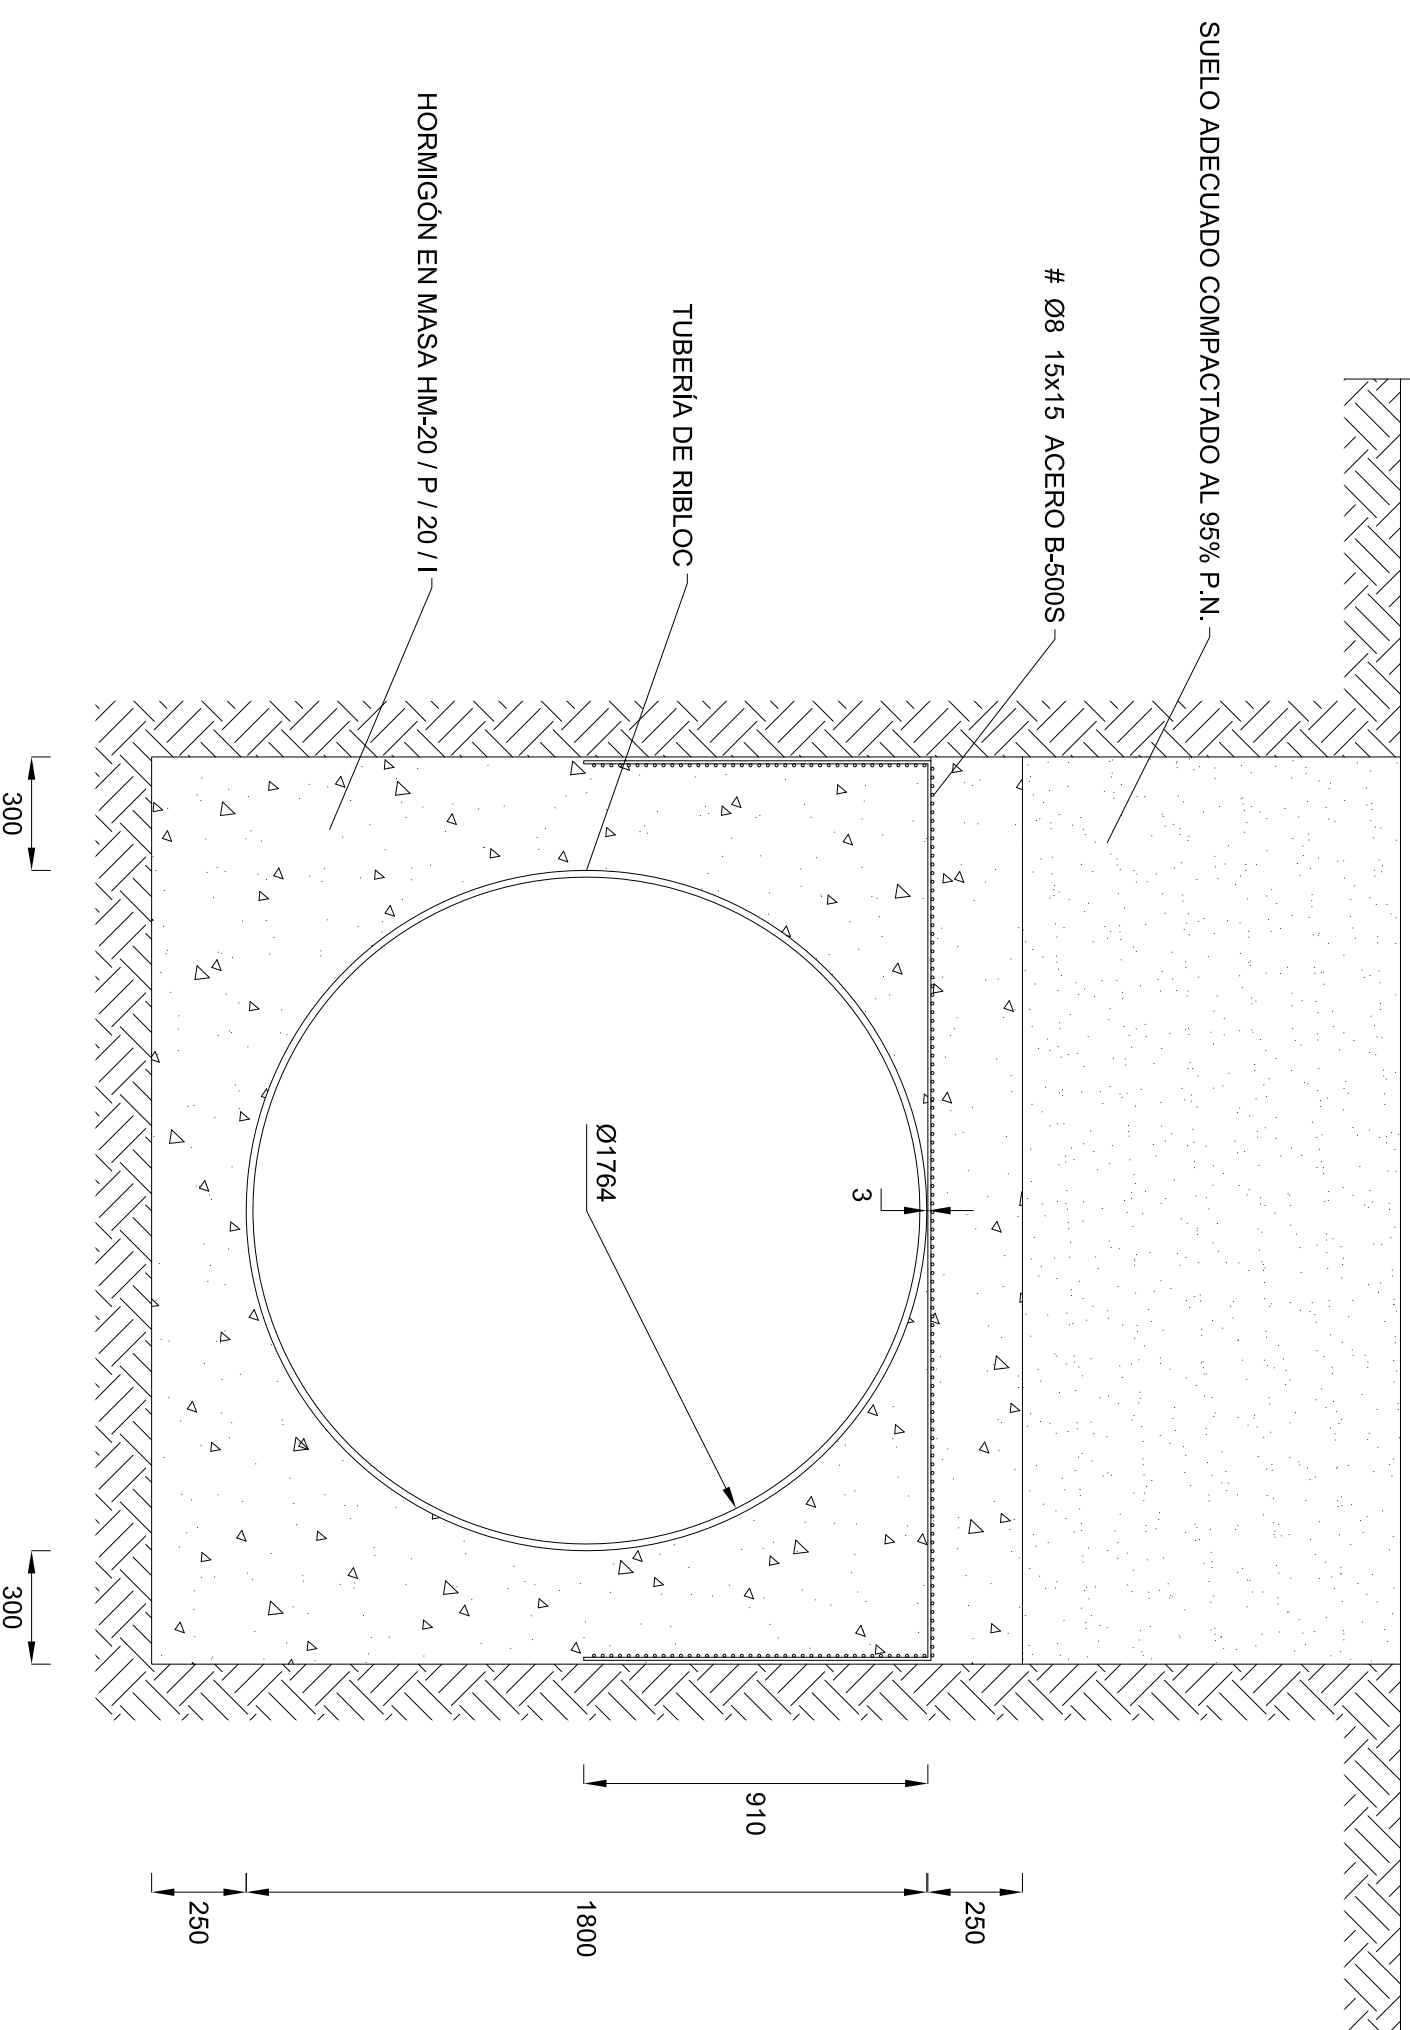 SUELO ADECUADO COMPACTADO AL 95% P.N.
# Ø8 15x15 ACERO B-500S
TUBERÍA DE RIBLOC
HORMIGÓN EN MASA HM-20 / P / 20 / I
3
Ø1764
910
250
1800
250
300
300